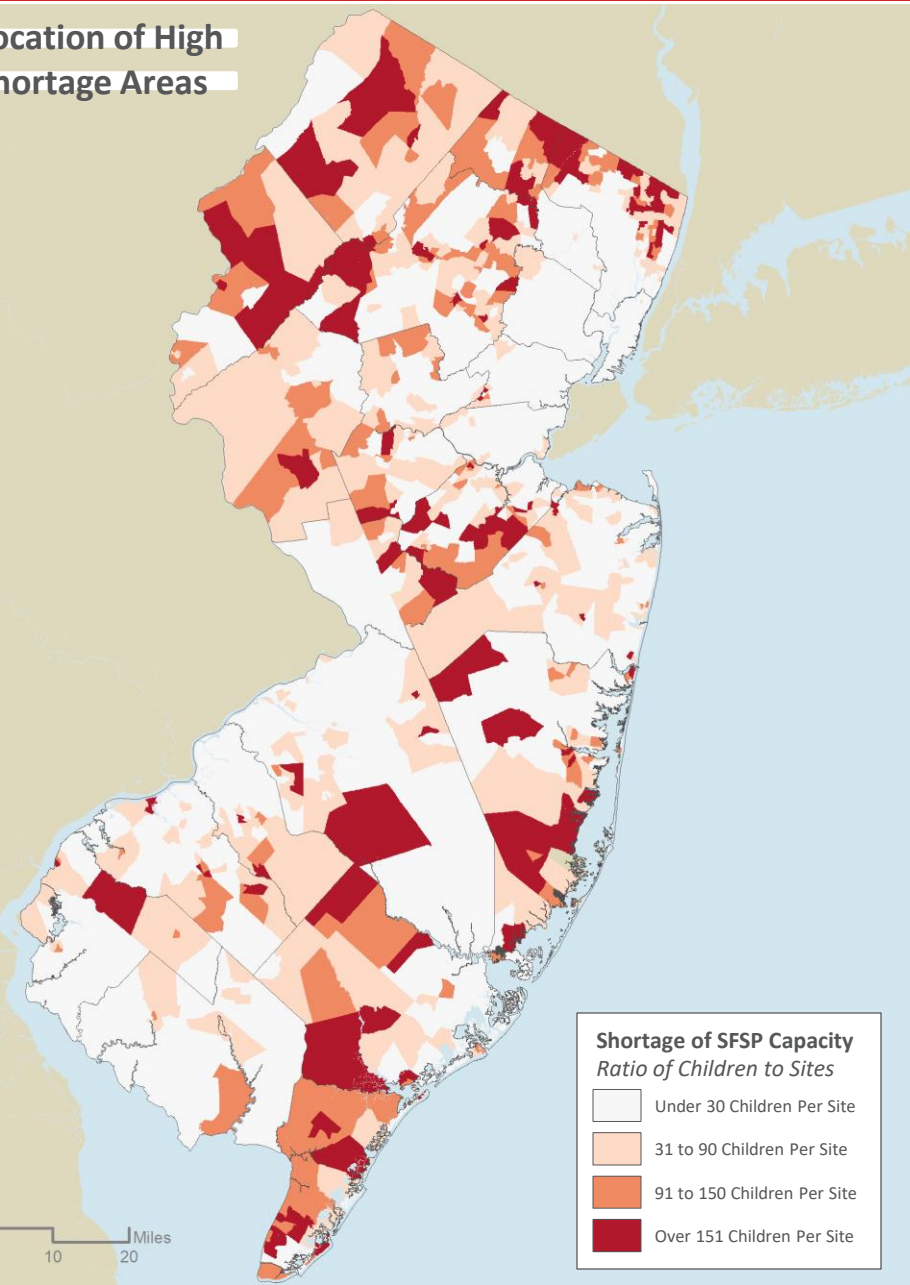 ocation of High
hortage Areas
Shortage of SFSP Capacity
Ratio of Children to Sites
Under 30 Children Per Site
31 to 90 Children Per Site
91 to 150 Children Per Site
Over 151 Children Per Site
Miles
10 20